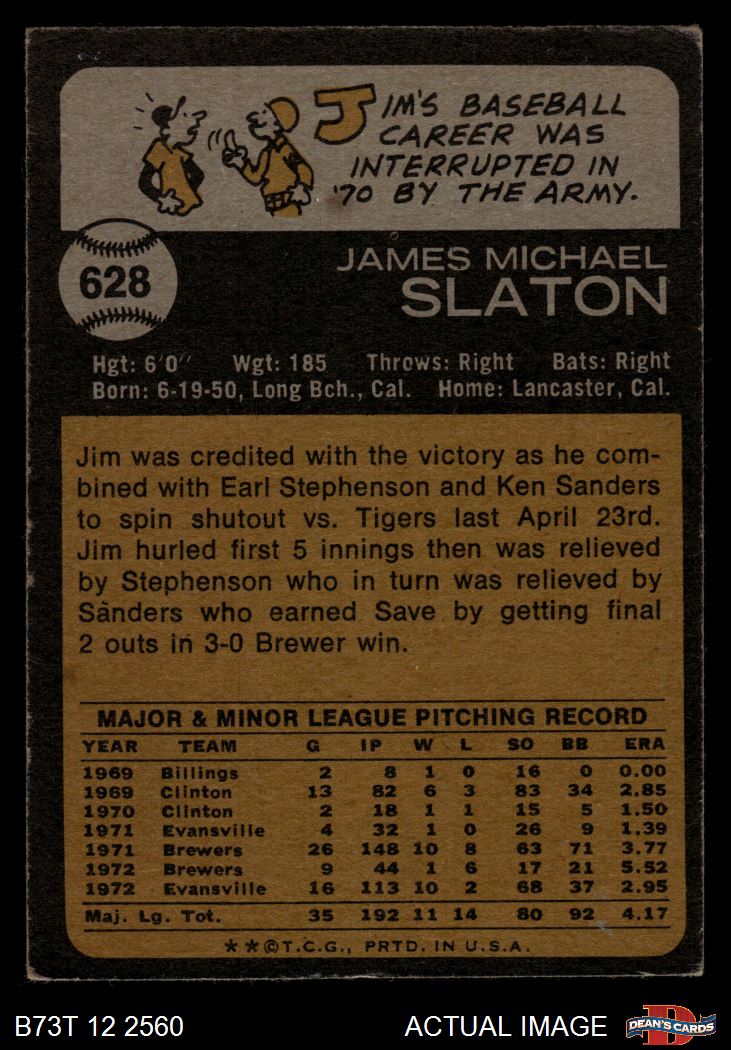 JIM'S BASEBALL
CAREER WAS
INTERRUPTED IN
'70 BY THE ARMY.
628
JAMES MICHAEL
SLATON
Hgt: 6'0" Wgt: 185 Throws: Right Bats: Right
Born: 6-19-50, Long Bch., Cal. Home: Lancaster, Cal.
Jim was credited with the victory as he com-
bined with Earl Stephenson and Ken Sanders
to spin shutout vs. Tigers last April 23rd.
Jim hurled first 5 innings then was relieved
by Stephenson who in turn was relieved by
Sanders who earned Save by getting final
2 outs in 3-0 Brewer win.
MAJOR & MINOR LEAGUE PITCHING RECORD
YEAR TEAM G IP W L SO BB ERA
1969 Billings 2 8 1 0 16 0 0.00
1969 Clinton 13 82 6 3 83 34 2.85
1970 Clinton 2 18 1 1 15 5 1.50
1971 Evansville 4 32 1 0 26 9 1.39
1971 Brewers 26 148 10 8 63 71 3.77
1972 Brewers 9 44 1 6 17 21 5.52
1972 Evansville 16 113 10 2 68 37 2.95
Maj. Lg. Tot. 35 192 11 14 80 92 4.17
★★©T.C.G., PRTD. IN U.S.A.
B73T 12 2560 ACTUAL IMAGE D DEAN'S CARDS